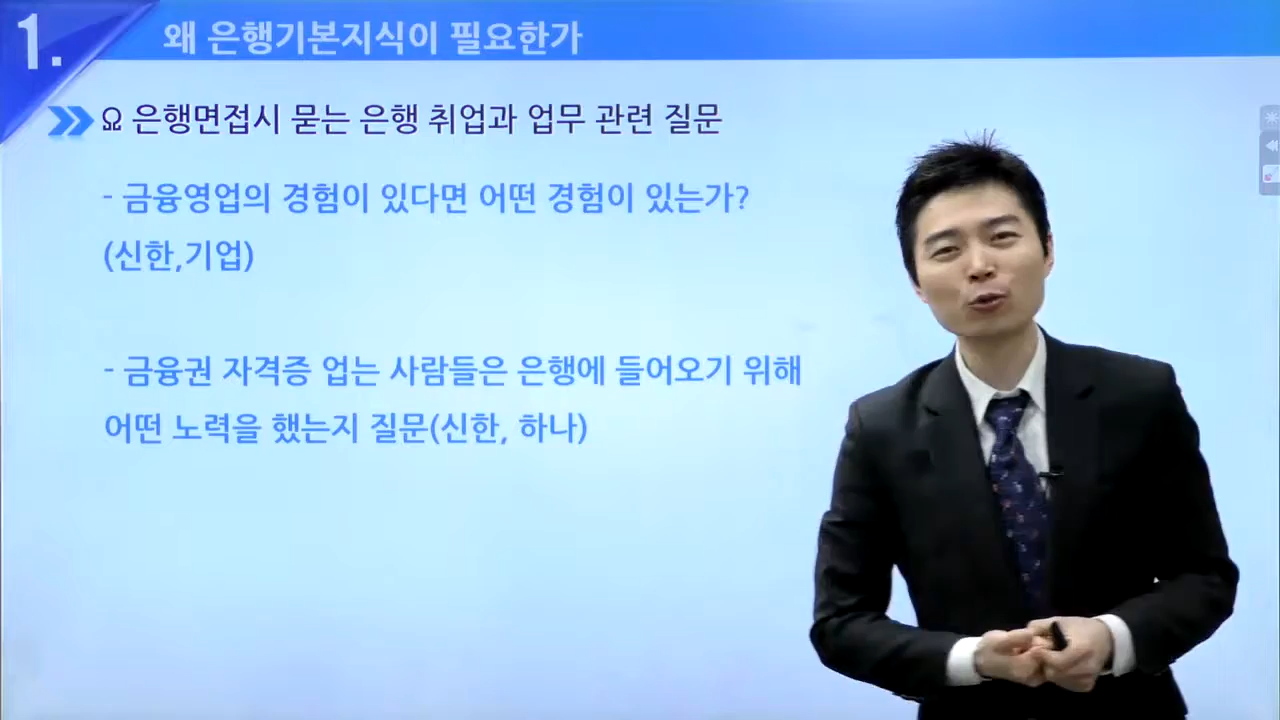 1.
왜 은행기본지식이 필요한가
Ω 은행면접시 묻는 은행 취업과 업무 관련 질문
- 금융영업의 경험이 있다면 어떤 경험이 있는가?
(신한,기업)
- 금융권 자격증 업는 사람들은 은행에 들어오기 위해
어떤 노력을 했는지 질문(신한, 하나)